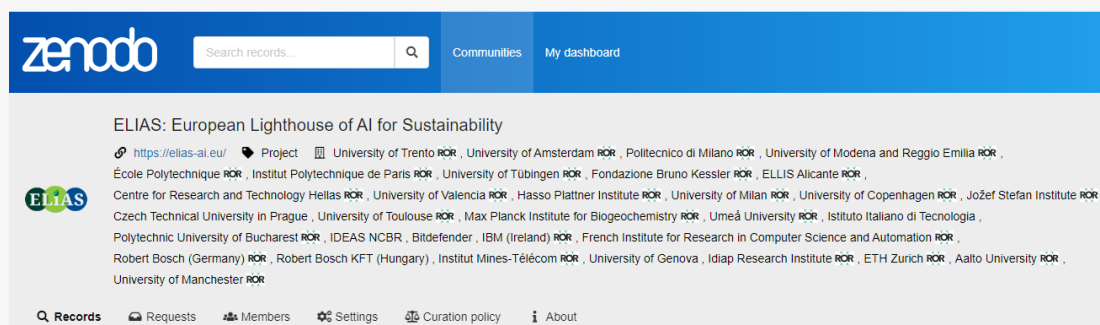 zenodo
Search records...
Communities
My dashboard
ELIAS: European Lighthouse of AI for Sustainability
https://elias-ai.eu/ Project University of Trento ROR , University of Amsterdam ROR , Politecnico di Milano ROR , University of Modena and Reggio Emilia ROR ,
École Polytechnique ROR , Institut Polytechnique de Paris ROR , University of Tübingen ROR , Fondazione Bruno Kessler ROR , ELLIS Alicante ROR ,
ELIAS
Centre for Research and Technology Hellas ROR , University of Valencia ROR , Hasso Plattner Institute ROR , University of Milan ROR , University of Copenhagen ROR , Jožef Stefan Institute ROR
Czech Technical University in Prague , University of Toulouse ROR , Max Planck Institute for Biogeochemistry ROR , Umeå University ROR , Istituto Italiano di Tecnologia ,
Polytechnic University of Bucharest ROR , IDEAS NCBR , Bitdefender , IBM (Ireland) ROR , French Institute for Research in Computer Science and Automation ROR ,
Robert Bosch (Germany) ROR , Robert Bosch KFT (Hungary) , Institut Mines-Télécom ROR , University of Genova , Idiap Research Institute ROR , ETH Zurich ROR , Aalto University ROR ,
University of Manchester ROR
Records Requests Members Settings Curation policy About